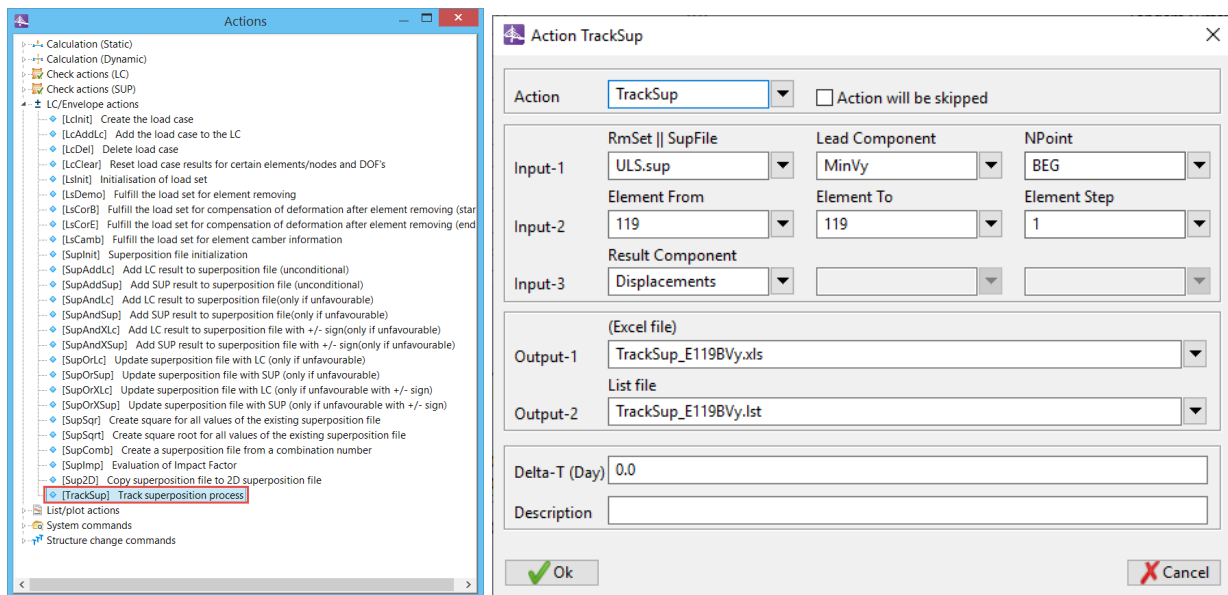 Actions
Calculation (Static)
Calculation (Dynamic)
Check actions (LC)
Check actions (SUP)
LC/Envelope actions
[LcInit] Create the load case
[LcAddLc] Add the load case to the LC
[LcDel] Delete load case
[LcClear] Reset load case results for certain elements/nodes and DOF's
[LsInit] Initialisation of load set
[LsDemo] Fulfill the load set for element removing
[LsCorB] Fulfill the load set for compensation of deformation after element removing (star
[LsCorE] Fulfill the load set for compensation of deformation after element removing (end
[LsCamb] Fulfill the load set for element camber information
[SupInit] Superposition file initialization
[SupAddLc] Add LC result to superposition file (unconditional)
[SupAddSup] Add SUP result to superposition file (unconditional)
[SupAndLc] Add LC result to superposition file(only if unfavourable)
[SupAndSup] Add SUP result to superposition file(only if unfavourable)
[SupAndXLc] Add LC result to superposition file with +/- sign(only if unfavourable)
[SupAndXSup] Add SUP result to superposition file with +/- sign(only if unfavourable)
[SupOrLc] Update superposition file with LC (only if unfavourable)
[SupOrSup] Update superposition file with SUP (only if unfavourable)
[SupOrXLc] Update superposition file with LC (only if unfavourable with +/- sign)
[SupOrXSup] Update superposition file with SUP (only if unfavourable with +/- sign)
[SupSqr] Create square for all values of the existing superposition file
[SupSqrt] Create square root for all values of the existing superposition file
[SupComb] Create a superposition file from a combination number
[SupImp] Evaluation of Impact Factor
[Sup2D] Copy superposition file to 2D superposition file
[TrackSup] Track superposition process
List/plot actions
System commands
Structure change commands
Action TrackSup
Action TrackSup Action will be skipped
RmSet || SupFile Lead Component NPoint
Input-1 ULS.sup MinVy BEG
Element From Element To Element Step
Input-2 119 119 1
Result Component
Input-3 Displacements
(Excel file)
Output-1 TrackSup_E119BVy.xls
List file
Output-2 TrackSup_E119BVy.lst
Delta-T (Day) 0.0
Description
Ok Cancel